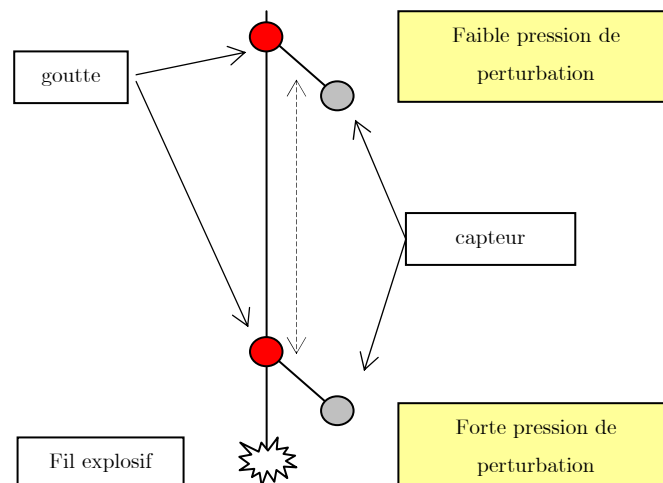 Faible pression de
perturbation
goutte
capteur
Forte pression de
perturbation
Fil explosif